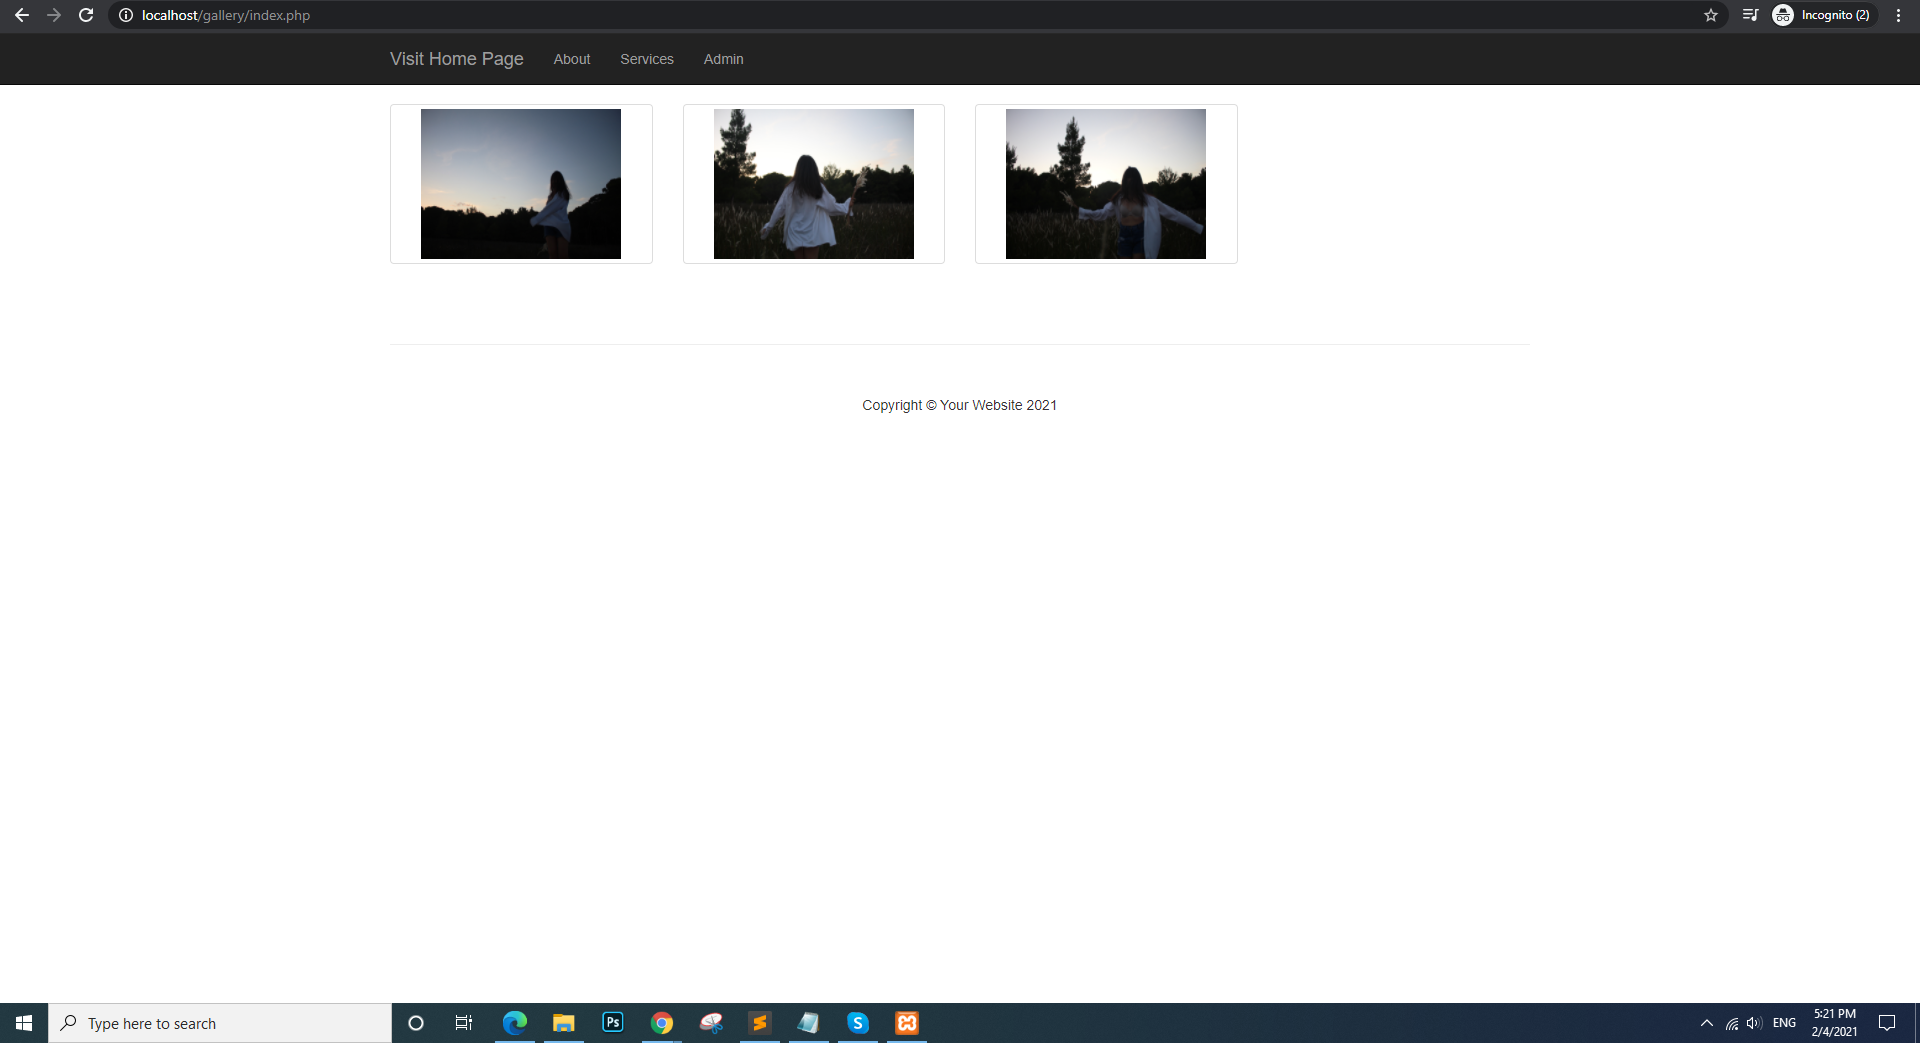 localhost/gallery/index.php
Incognito (2)
Visit Home Page About Services Admin
Copyright © Your Website 2021
Type here to search
Ps
S
ENG
5:21 PM
2/4/2021